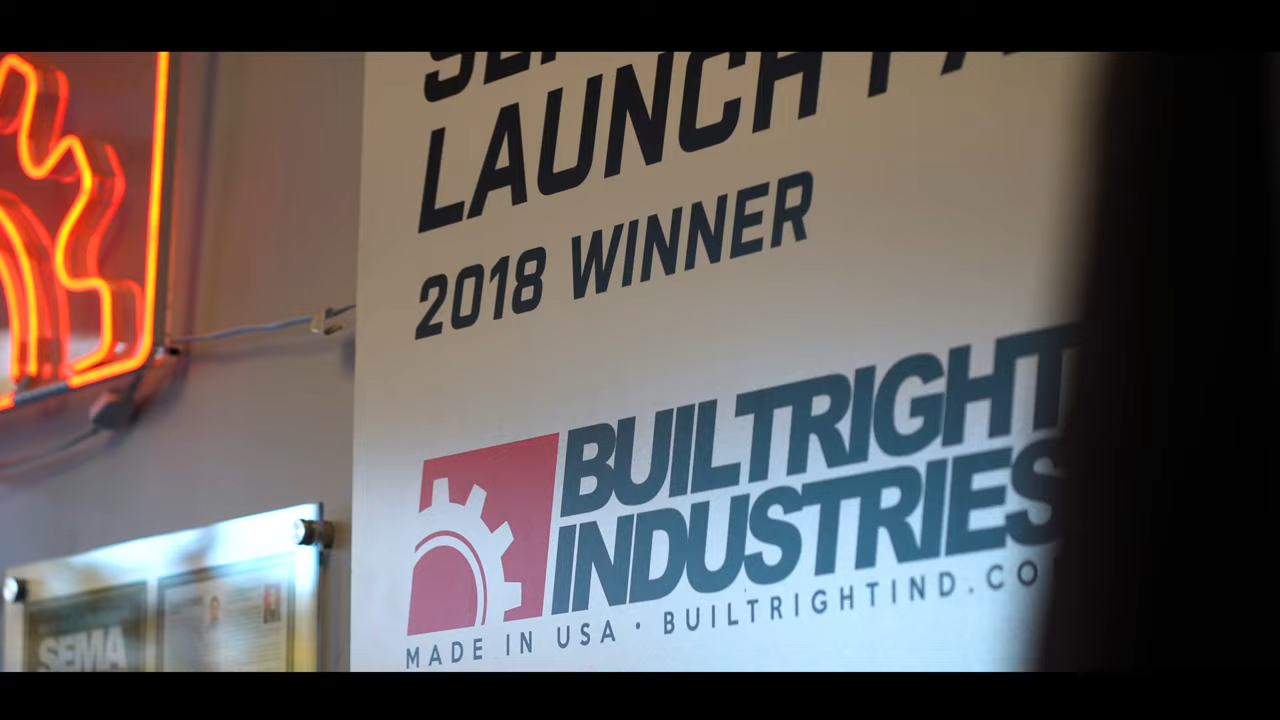 LAUNCH
2018 WINNER
BUILTRIGHT
INDUSTRIES
MADE IN USA • BUILTRIGHTIND.CO
SEMA